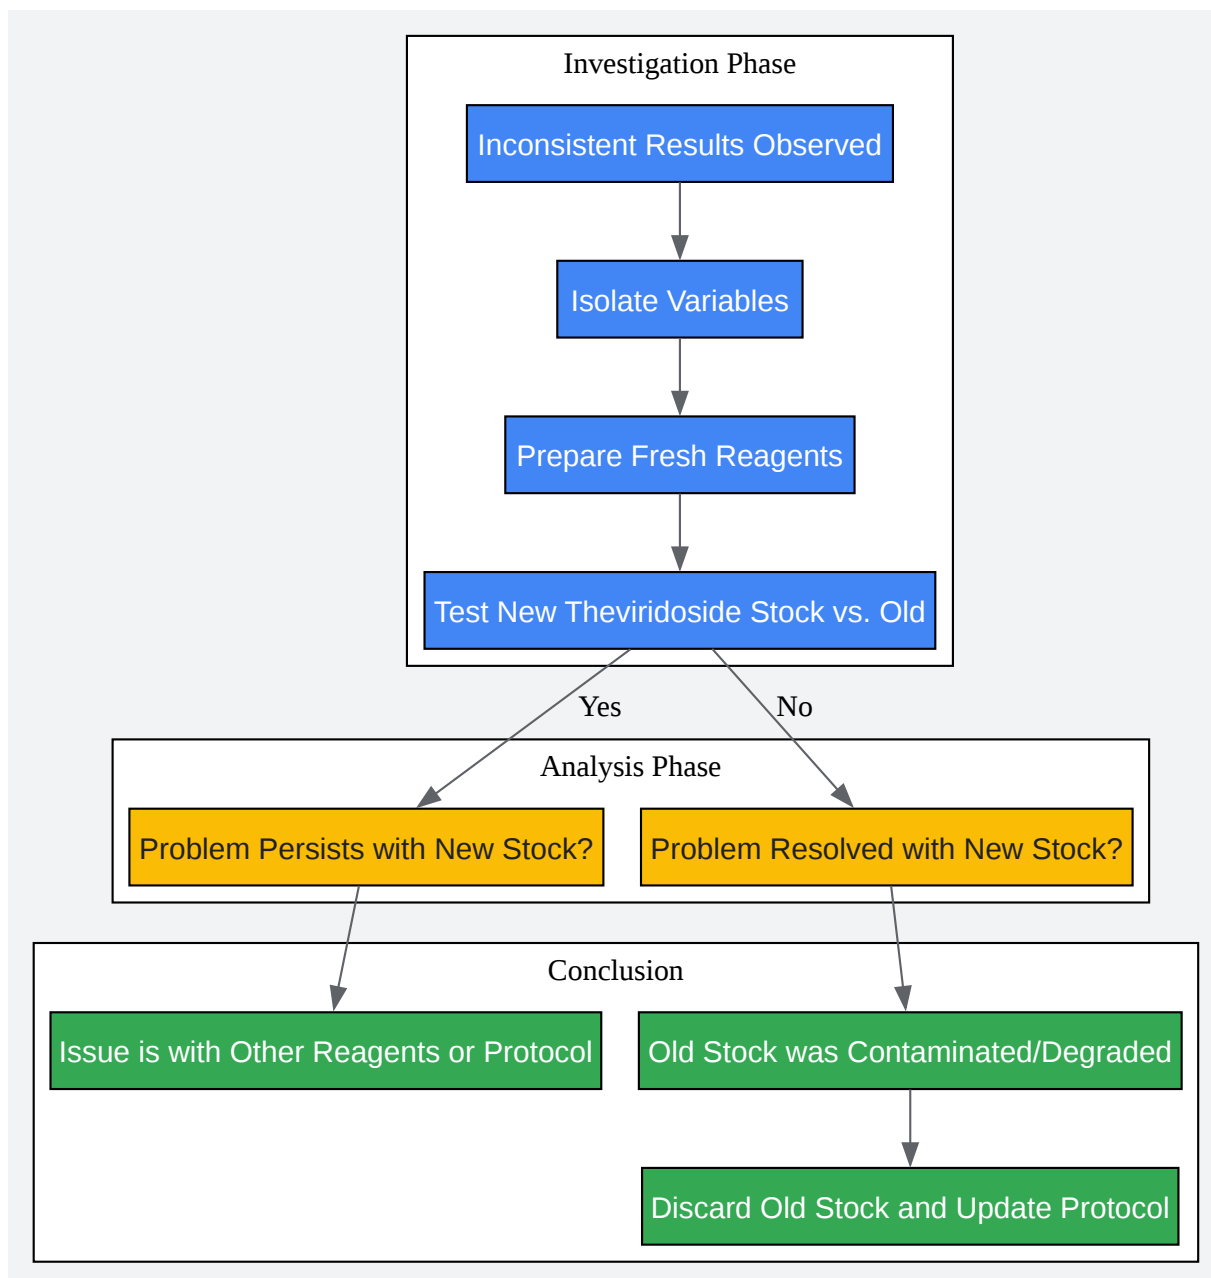 Investigation Phase
Inconsistent Results Observed
Isolate Variables
Prepare Fresh Reagents
Test New Theviridoside Stock vs. Old
Yes
No
Analysis Phase
Problem Persists with New Stock?
Problem Resolved with New Stock?
Conclusion
Issue is with Other Reagents or Protocol
Old Stock was Contaminated/Degraded
Discard Old Stock and Update Protocol